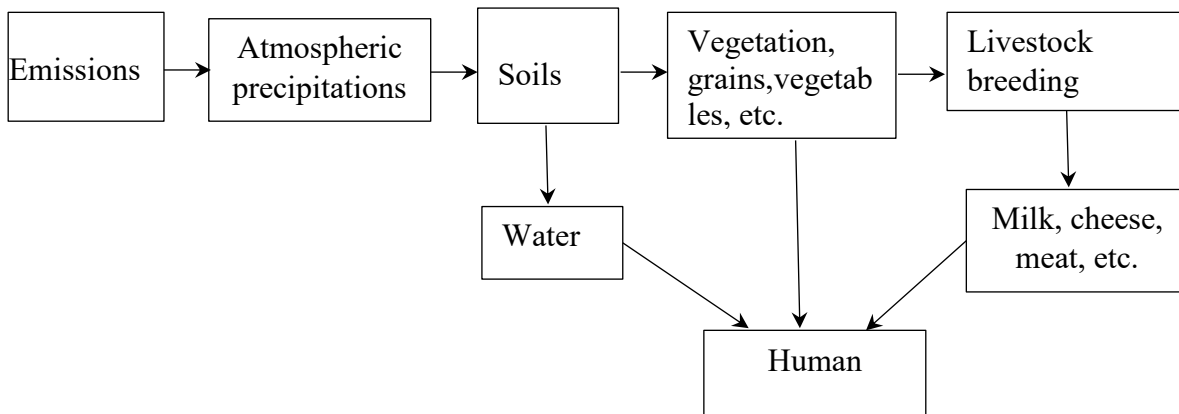 Emissions
Atmospheric
precipitations
Soils
Vegetation,
grains,vegetab
les, etc.
Livestock
breeding
Water
Milk, cheese,
meat, etc.
Human